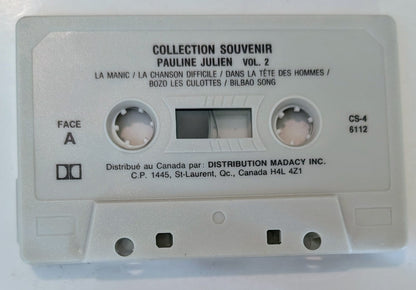 COLLECTION SOUVENIR
PAULINE JULIEN VOL. 2
LA MANIC / LA CHANSON DIFFICILE / DANS LA TÊTE DES HOMMES /
BOZO LES CULOTTES / BILBAO SONG
FACE
A
CS-4
6112
Distribué au Canada par: DISTRIBUTION MADACY INC.
C.P. 1445, St-Laurent, Qc., Canada H4L 4Z1